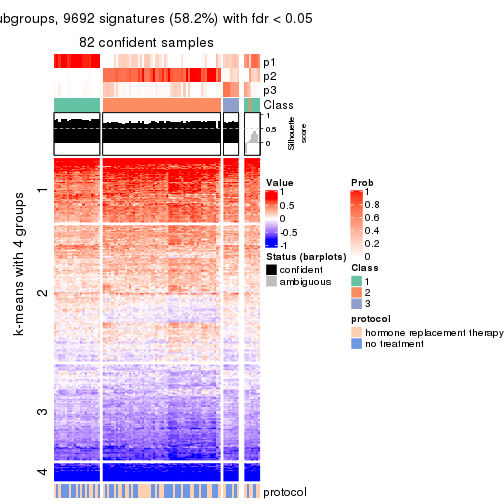 ubgroups, 9692 signatures (58.2%) with fdr < 0.05
82 confident samples
p1
p2
p3
Class
1
0.5
0
Silhouette score
k-means with 4 groups
1
2
3
4
protocol
Value
1
0.5
0
-0.5
-1
Status (barplots)
confident
ambiguous
Prob
1
0.8
0.6
0.4
0.2
0
Class
1
2
3
protocol
hormone replacement therapy
no treatment